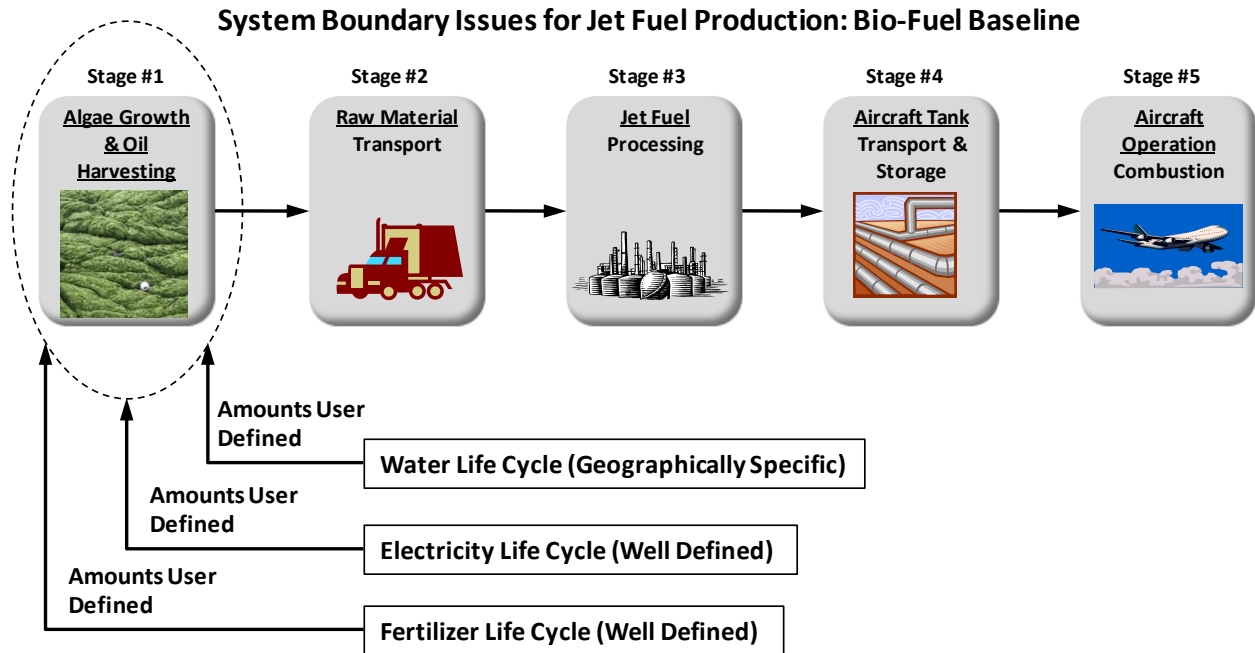 System Boundary Issues for Jet Fuel Production: Bio-Fuel Baseline
Stage #1
Algae Growth
& Oil
Harvesting
Stage #2
Raw Material
Transport
Stage #3
Jet Fuel
Processing
Stage #4
Aircraft Tank
Transport &
Storage
Stage #5
Aircraft
Operation
Combustion
Amounts User
Defined
Water Life Cycle (Geographically Specific)
Amounts User
Defined
Electricity Life Cycle (Well Defined)
Amounts User
Defined
Fertilizer Life Cycle (Well Defined)